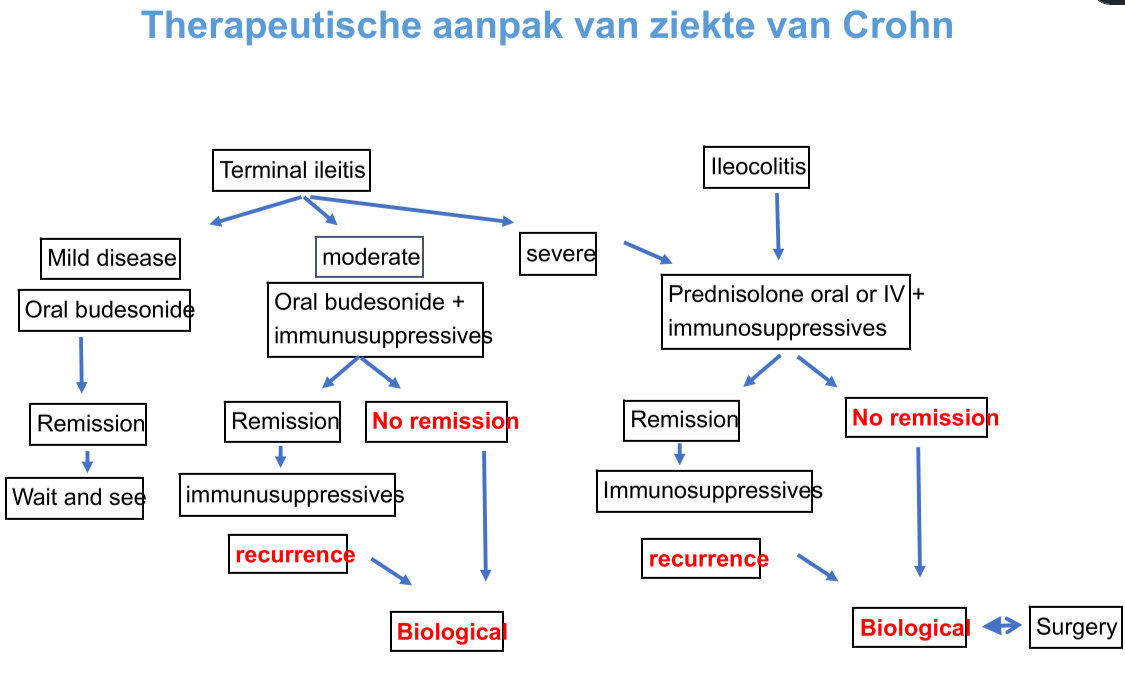 Therapeutische aanpak van ziekte van Crohn
Terminal ileitis
Ileocolitis
Mild disease
moderate
severe
Oral budesonide
Oral budesonide +
immunusuppressives
Prednisolone oral or IV +
immunosuppressives
Remission
Remission
No remission
Remission
No remission
Wait and see
immunusuppressives
Immunosuppressives
recurrence
recurrence
Biological
Biological
Surgery